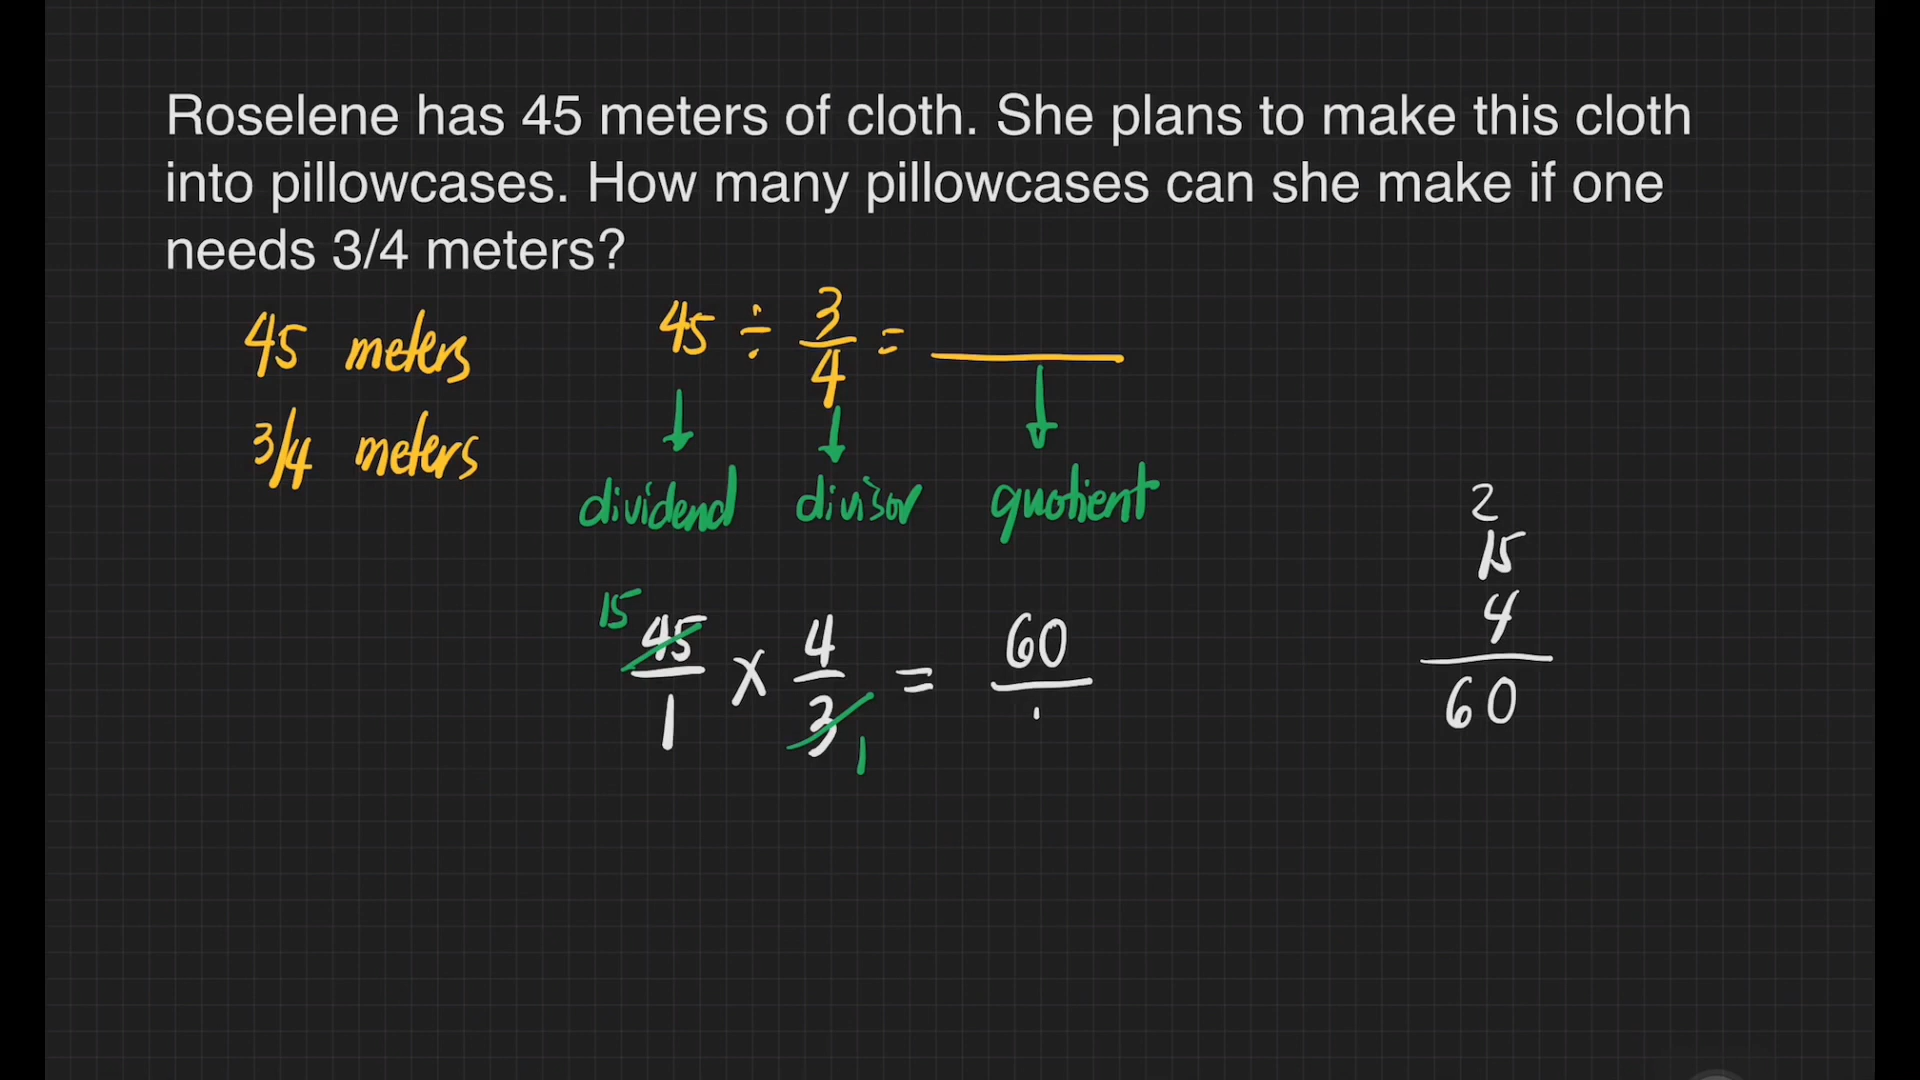 Roselene has 45 meters of cloth. She plans to make this cloth
into pillowcases. How many pillowcases can she make if one
needs 3/4 meters?
45 meters
3/4 meters
45 ÷ 3/4 =
dividend divisor quotient
15 45/1 x 4/3 1 = 60
2
15
4
60